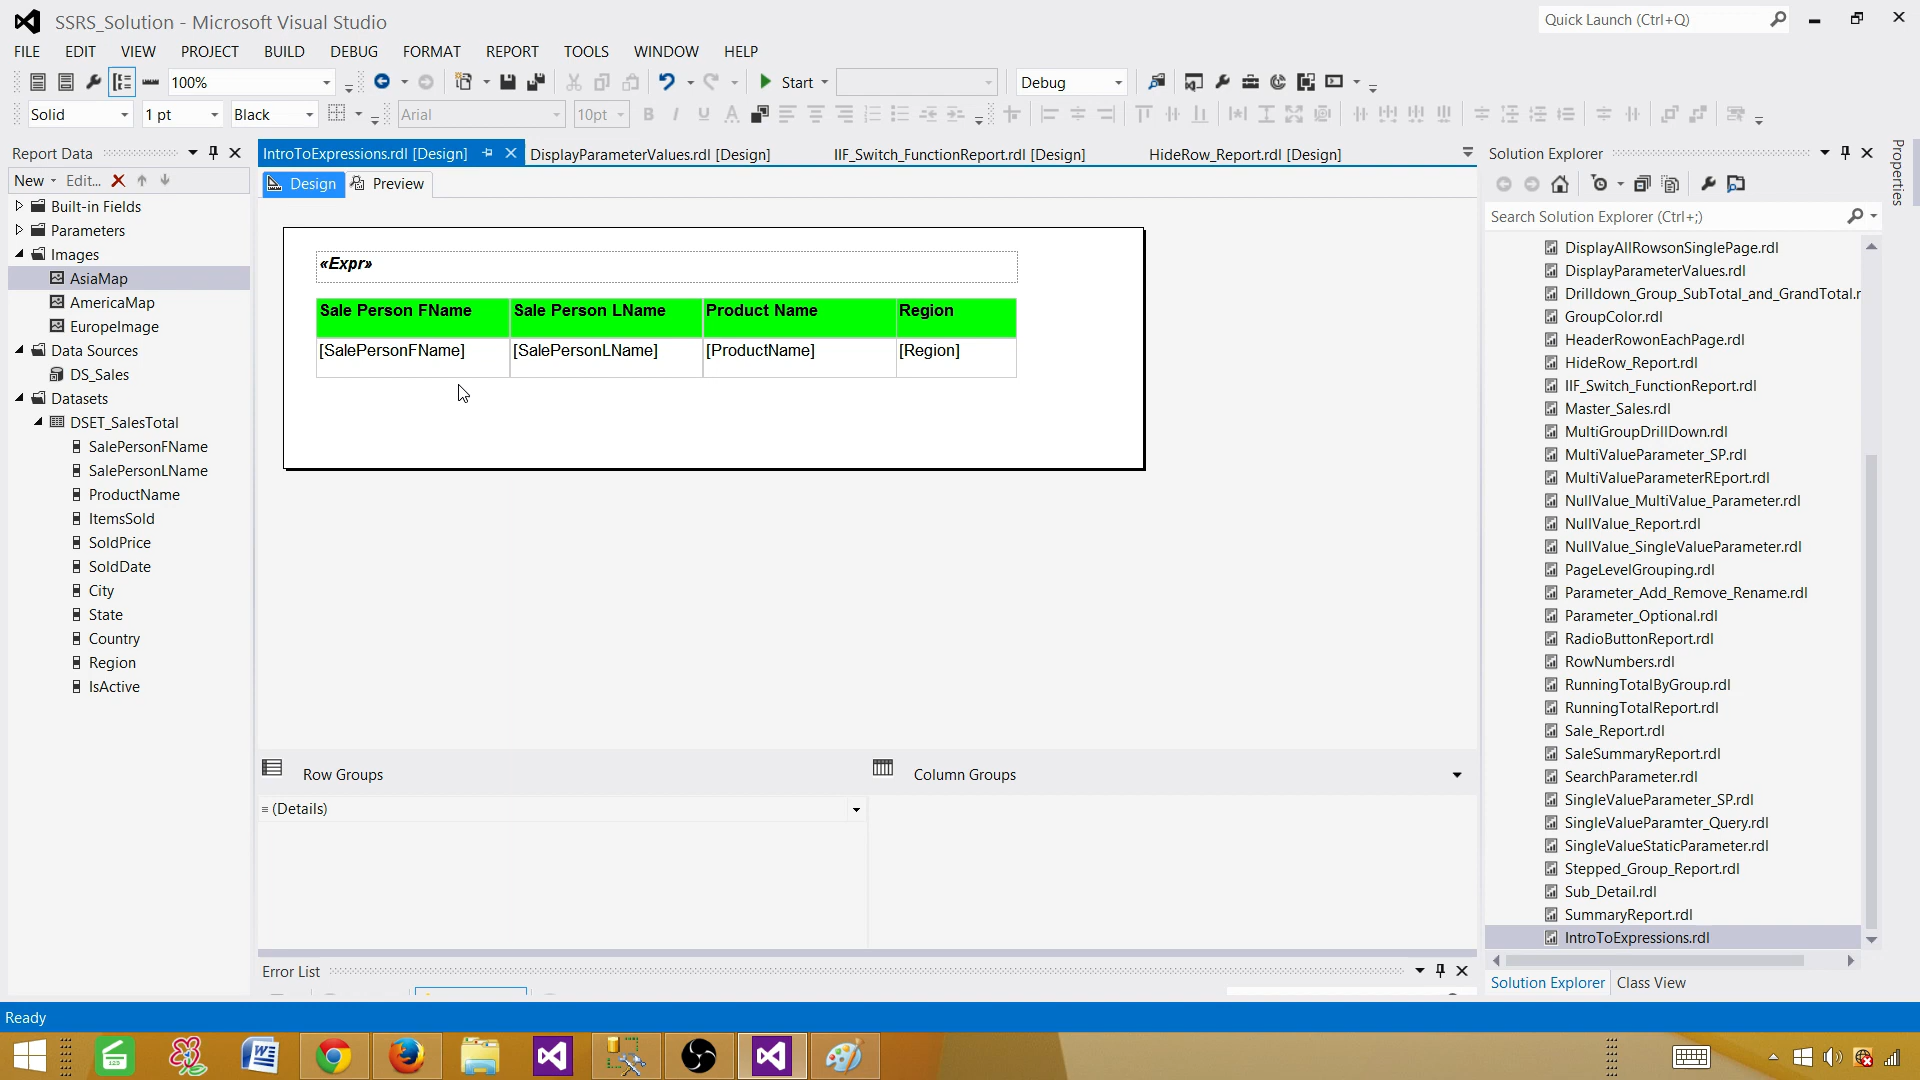 SSRS_Solution - Microsoft Visual Studio
Quick Launch (Ctrl+Q)
FILE EDIT VIEW PROJECT BUILD DEBUG FORMAT REPORT TOOLS WINDOW HELP
100% Start Debug
Solid 1 pt Black Arial 10pt B I U A
Report Data
New Edit...
Built-in Fields
Parameters
Images
AsiaMap
AmericaMap
EuropeImage
Data Sources
DS_Sales
Datasets
DSET_SalesTotal
SalePersonFName
SalePersonLName
ProductName
ItemsSold
SoldPrice
SoldDate
City
State
Country
Region
IsActive
IntroToExpressions.rdl [Design] DisplayParameterValues.rdl [Design] IIF_Switch_FunctionReport.rdl [Design] HideRow_Report.rdl [Design]
Design Preview
«Expr»
Sale Person FName Sale Person LName Product Name Region
[SalePersonFName] [SalePersonLName] [ProductName] [Region]
Row Groups Column Groups
(Details)
Error List
Solution Explorer
Search Solution Explorer (Ctrl+;)
DisplayAllRowsonSinglePage.rdl
DisplayParameterValues.rdl
Drilldown_Group_SubTotal_and_GrandTotal.r
GroupColor.rdl
HeaderRowonEachPage.rdl
HideRow_Report.rdl
IIF_Switch_FunctionReport.rdl
Master_Sales.rdl
MultiGroupDrillDown.rdl
MultiValueParameter_SP.rdl
MultiValueParameterREport.rdl
NullValue_MultiValue_Parameter.rdl
NullValue_Report.rdl
NullValue_SingleValueParameter.rdl
PageLevelGrouping.rdl
Parameter_Add_Remove_Rename.rdl
Parameter_Optional.rdl
RadioButtonReport.rdl
RowNumbers.rdl
RunningTotalByGroup.rdl
RunningTotalReport.rdl
Sale_Report.rdl
SaleSummaryReport.rdl
SearchParameter.rdl
SingleValueParameter_SP.rdl
SingleValueParamter_Query.rdl
SingleValueStaticParameter.rdl
Stepped_Group_Report.rdl
Sub_Detail.rdl
SummaryReport.rdl
IntroToExpressions.rdl
Solution Explorer Class View
Properties
Ready